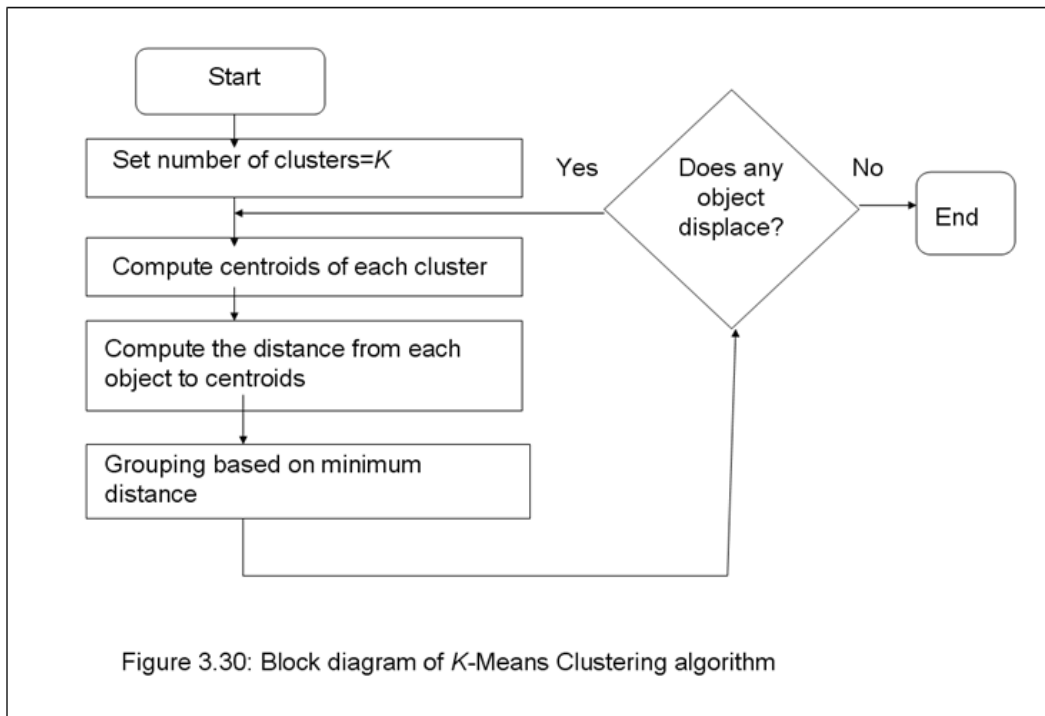 Start
Set number of clusters=K
Compute centroids of each cluster
Compute the distance from each
object to centroids
Grouping based on minimum
distance
Yes
Does any
object
displace?
No
End
Figure 3.30: Block diagram of K-Means Clustering algorithm